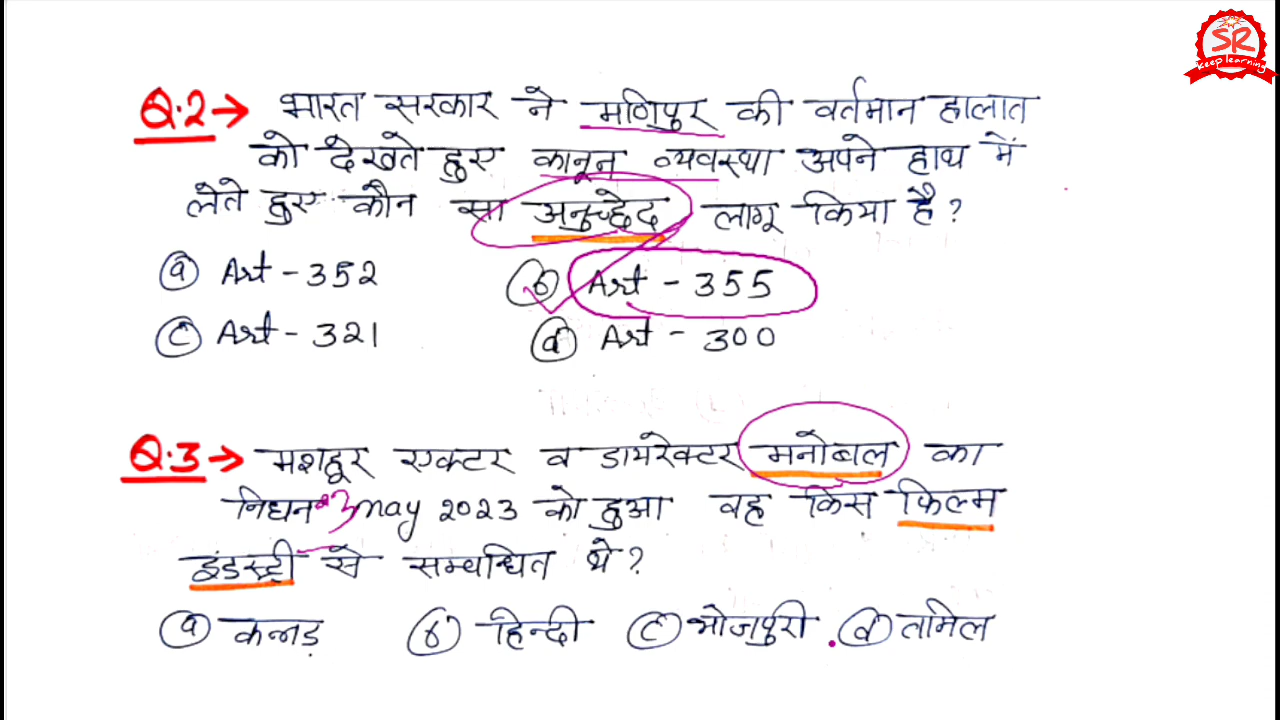 SR
Keep learning
Q.2→ भारत सरकार ने मणिपुर की वर्तमान हालात
को देखते हुए कानून व्यवस्था अपने हाथ में
लेते हुए कौन सा अनुच्छेद लागू किया है?
(a) Art - 352 (b) Art - 355
(c) Art - 321 (d) Art - 300
Q.3→ मशहूर एक्टर व डायरेक्टर मनोबाल का
निधन 3 may 2023 को हुआ वह किस फिल्म
इंडस्ट्री से सम्बन्धित थे?
(a) कन्नड़ (b) हिन्दी (c) भोजपुरी (d) तमिल